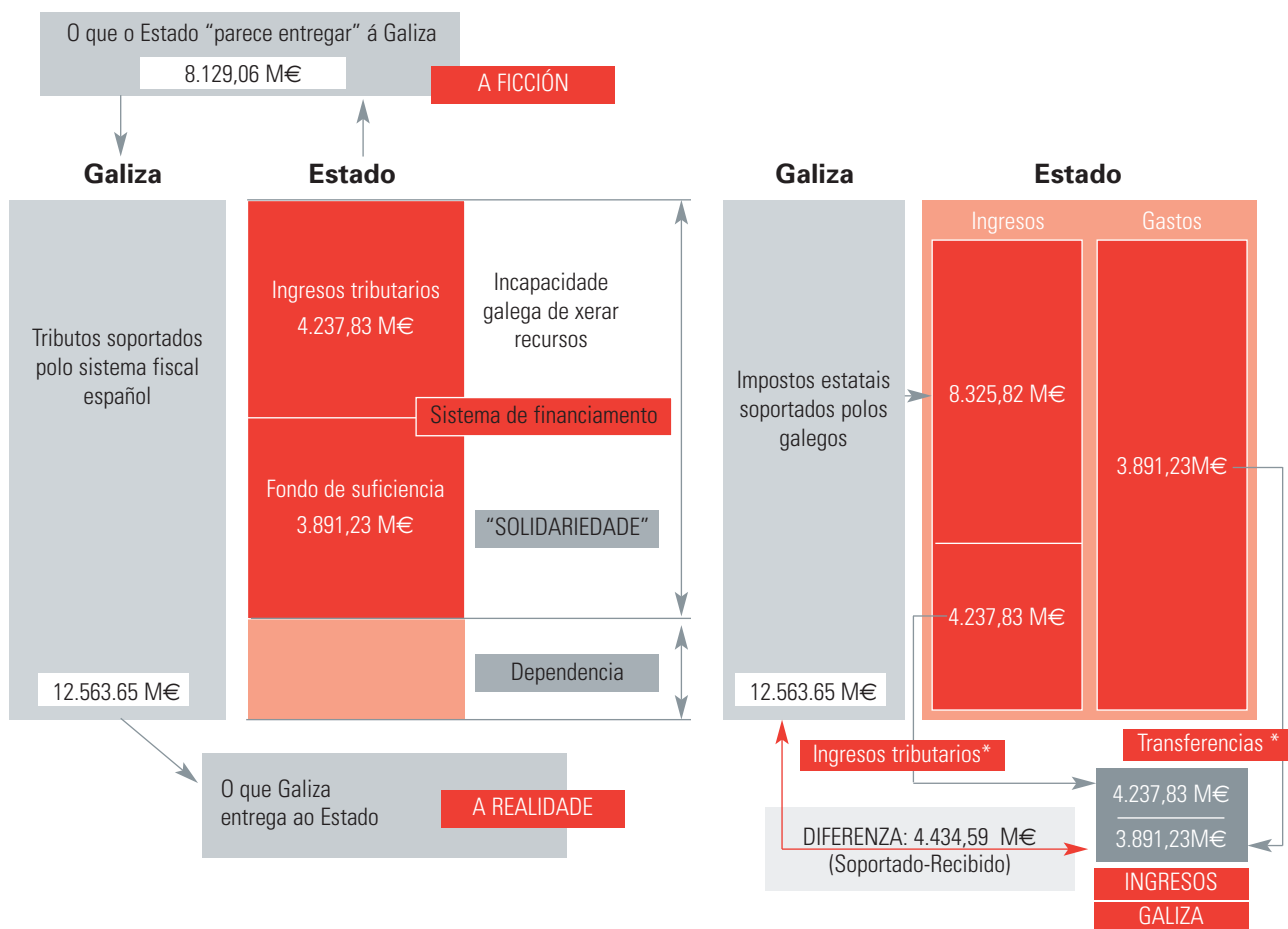 O que o Estado “parece entregar” á Galiza
8.129,06 M€
A FICCIÓN
Galiza
Estado
Tributos soportados
polo sistema fiscal
español
12.563.65 M€
Ingresos tributarios
4.237,83 M€
Incapacidade
galega de xerar
recursos
Sistema de financiamento
Fondo de suficiencia
3.891,23 M€
“SOLIDARIEDADE”
Dependencia
O que Galiza
entrega ao Estado
A REALIDADE
Galiza
Estado
Ingresos
Gastos
Impostos estatais
soportados polos
galegos
12.563.65 M€
8.325,82 M€
3.891,23M€
4.237,83 M€
Ingresos tributarios*
Transferencias *
4.237,83 M€
3.891,23M€
DIFERENZA: 4.434,59 M€
(Soportado-Recibido)
INGRESOS
GALIZA